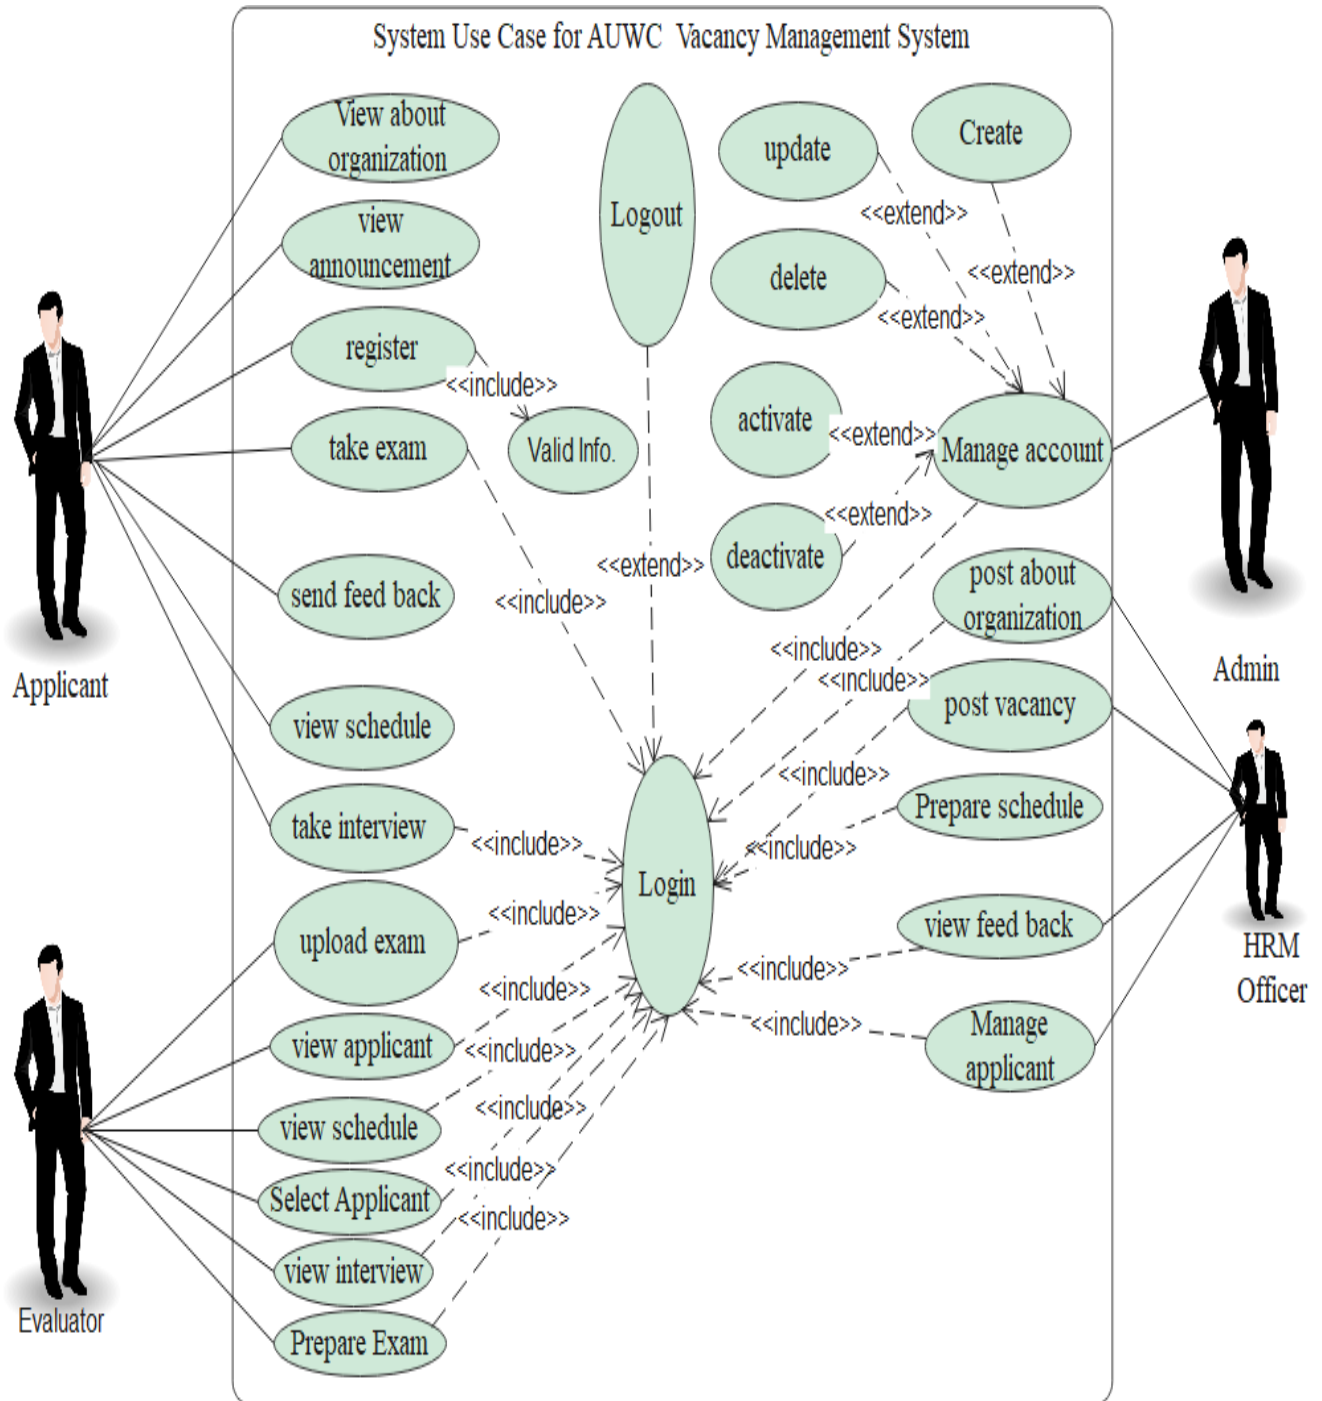 System Use Case for AUWC Vacancy Management System
View about
organization
view
announcement
register
<<include>>
Valid Info.
take exam
<<include>>
send feed back
view schedule
take interview
<<include>>
upload exam
<<include>>
view applicant
<<include>>
view schedule
<<include>>
Select Applicant
<<include>>
view interview
<<include>>
Prepare Exam
<<include>>
Logout
<<extend>>
Login
update
<<extend>>
Create
<<extend>>
delete
<<extend>>
activate
<<extend>>
deactivate
<<extend>>
Manage account
<<include>>
post about
organization
<<include>>
post vacancy
<<include>>
Prepare schedule
<<include>>
view feed back
<<include>>
Manage
applicant
<<include>>
Applicant
Evaluator
Admin
HRM
Officer